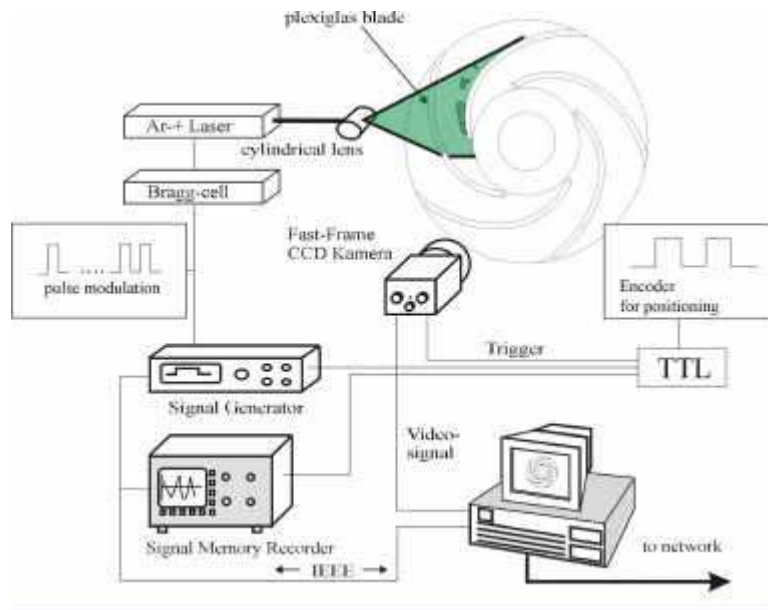 plexiglas blade
Ar-+ Laser
cylindrical lens
Bragg-cell
Fast-Frame
CCD Kamera
pulse modulation
Encoder
for positioning
Trigger
TTL
Signal Generator
Video-
signal
Signal Memory Recorder
IEEE
to network